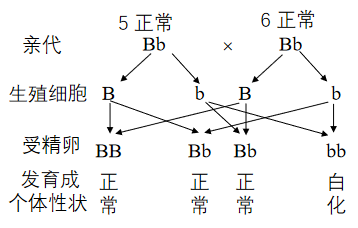 5 正常 6 正常
亲代 Bb × Bb
生殖细胞 B b B b
受精卵 BB Bb Bb bb
发育成 正 正 正 白
个体性状 常 常 常 化